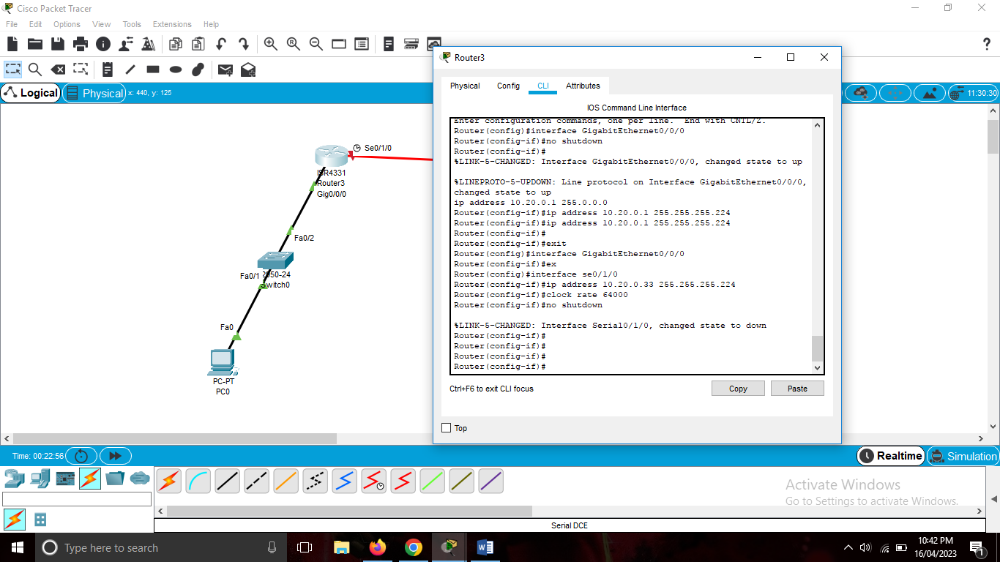 Cisco Packet Tracer
File Edit Options View Tools Extensions Help
Logical
Physical
x: 440, y: 125
11:30:30
Se0/1/0
ISR4331
Router3
Gig0/0/0
Fa0/2
Fa0/1
2950-24
Switch0
Fa0
PC-PT
PC0
Router3
Physical Config CLI Attributes
IOS Command Line Interface
Enter configuration commands, one per line. End with CNTL/Z.
Router(config)#interface GigabitEthernet0/0/0
Router(config-if)#no shutdown
Router(config-if)#
%LINK-5-CHANGED: Interface GigabitEthernet0/0/0, changed state to up
%LINEPROTO-5-UPDOWN: Line protocol on Interface GigabitEthernet0/0/0,
changed state to up
ip address 10.20.0.1 255.0.0.0
Router(config-if)#ip address 10.20.0.1 255.255.255.224
Router(config-if)#ip address 10.20.0.1 255.255.255.224
Router(config-if)#
Router(config-if)#exit
Router(config)#interface GigabitEthernet0/0/0
Router(config-if)#ex
Router(config)#interface se0/1/0
Router(config-if)#ip address 10.20.0.33 255.255.255.224
Router(config-if)#clock rate 64000
Router(config-if)#no shutdown
%LINK-5-CHANGED: Interface Serial0/1/0, changed state to down
Router(config-if)#
Router(config-if)#
Router(config-if)#
Router(config-if)#
Ctrl+F6 to exit CLI focus
Copy
Paste
Top
Time: 00:22:56
Realtime
Simulation
Activate Windows
Go to Settings to activate Windows.
Serial DCE
Type here to search
10:42 PM
16/04/2023
1